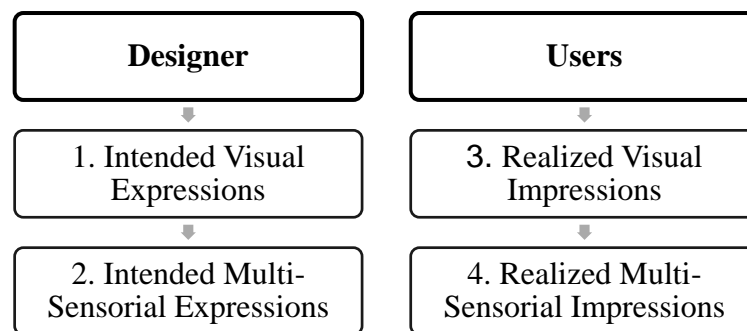 Designer
1. Intended Visual
Expressions
2. Intended Multi-
Sensorial Expressions
Users
3. Realized Visual
Impressions
4. Realized Multi-
Sensorial Impressions